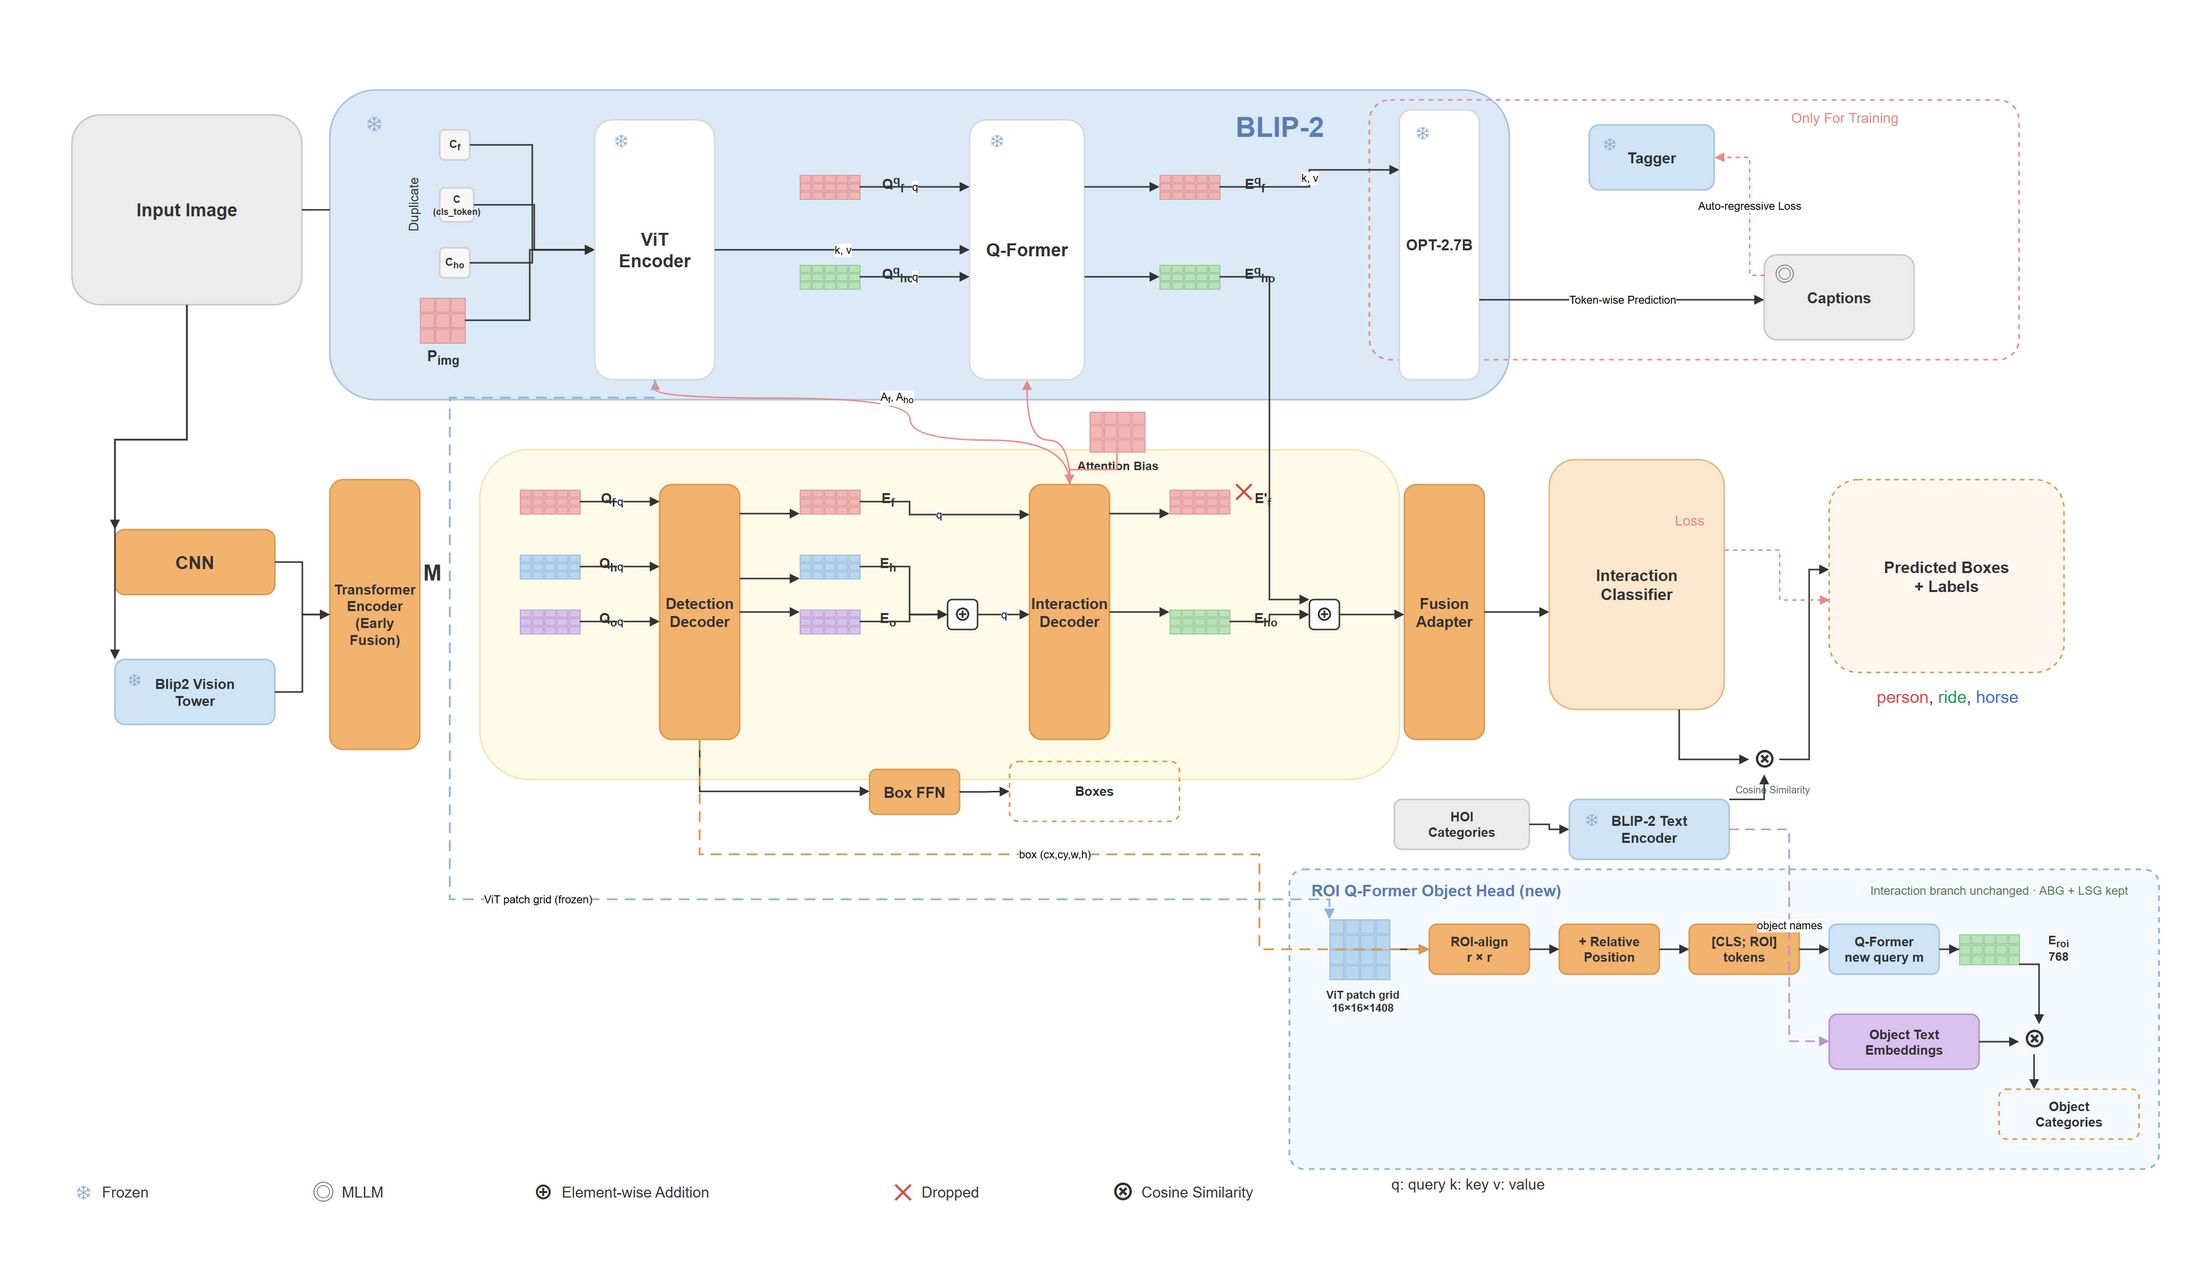 BLIP-2
Only For Training
Input Image
Duplicate
Cf
C
(cls_token)
Cho
Pimg
ViT
Encoder
Qqf
q
k, v
Qqho
q
Q-Former
Eqf
k, v
Eqho
OPT-2.7B
Tagger
Auto-regressive Loss
Captions
Token-wise Prediction
Af, Aho
Attention Bias
CNN
Blip2 Vision
Tower
Transformer
Encoder
(Early
Fusion)
M
Qf
q
Qh
q
Qo
q
Detection
Decoder
Ef
q
Eh
Eo
q
Interaction
Decoder
E'f
Eho
Fusion
Adapter
Loss
Interaction
Classifier
Predicted Boxes
+ Labels
person, ride, horse
Box FFN
Boxes
Cosine Similarity
HOI
Categories
BLIP-2 Text
Encoder
box (cx,cy,w,h)
ViT patch grid (frozen)
ROI Q-Former Object Head (new)
Interaction branch unchanged · ABG + LSG kept
object names
ViT patch grid
16×16×1408
ROI-align
r × r
+ Relative
Position
[CLS; ROI]
tokens
Q-Former
new query m
Eroi
768
Object Text
Embeddings
Object
Categories
Frozen
MLLM
Element-wise Addition
Dropped
Cosine Similarity
q: query k: key v: value